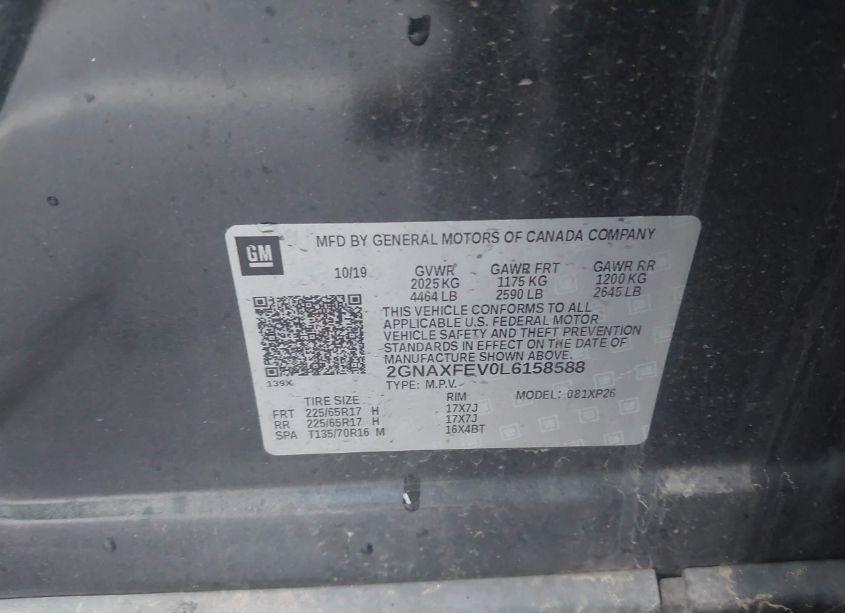 GM
MFD BY GENERAL MOTORS OF CANADA COMPANY
10/19 GVWR GAWR FRT GAWR RR
2025 KG 1175 KG 1200 KG
4464 LB 2590 LB 2645 LB
THIS VEHICLE CONFORMS TO ALL
APPLICABLE U.S. FEDERAL MOTOR
VEHICLE SAFETY AND THEFT PREVENTION
STANDARDS IN EFFECT ON THE DATE OF
MANUFACTURE SHOWN ABOVE.
2GNAXFEV0L6158588
139X
TYPE: M.P.V. MODEL: 081XP26
TIRE SIZE RIM
FRT 225/65R17 H 17X7J
RR 225/65R17 H 17X7J
SPA T135/70R16 M 16X4BT